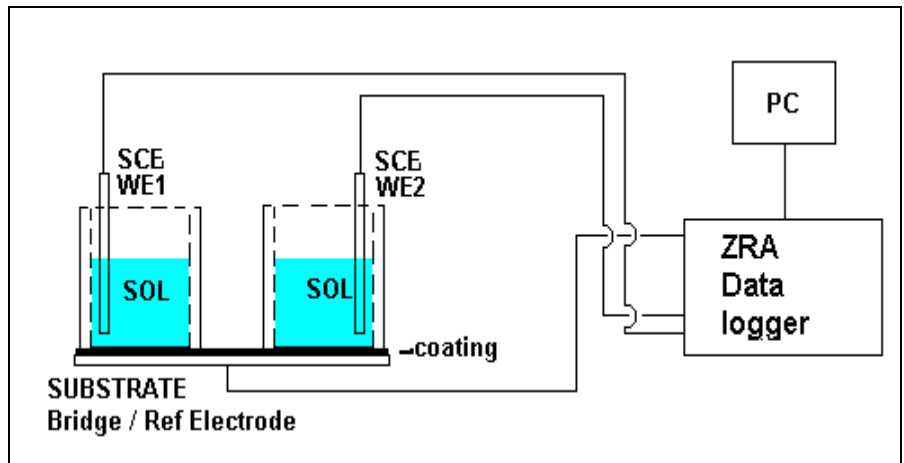 PC
SCE
WE1
SCE
WE2
ZRA
Data
logger
SOL
SOL
coating
SUBSTRATE
Bridge / Ref Electrode